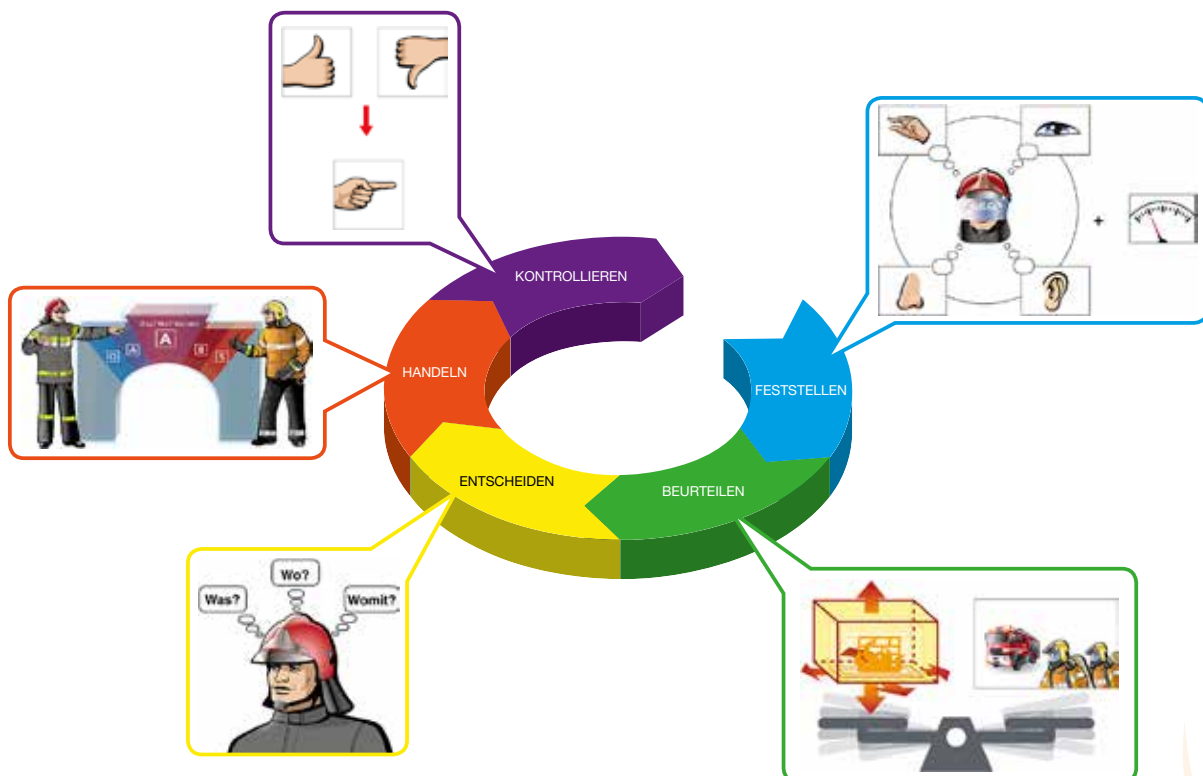 KONTROLLIEREN
+
FESTSTELLEN
HANDELN
A
D
A
B
S
ENTSCHEIDEN
BEURTEILEN
Wo?
Was?
Womit?